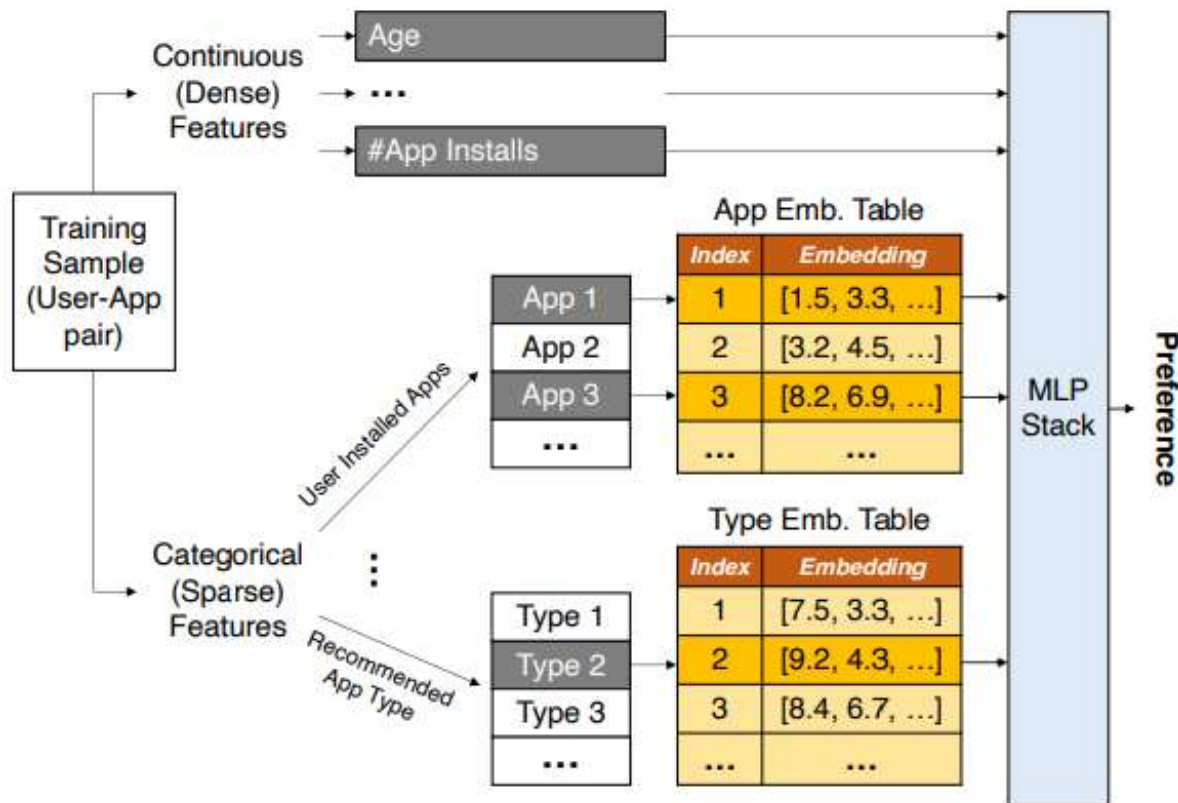 Training
Sample
(User-App
pair)
Continuous
(Dense)
Features
Age
...
#App Installs
Categorical
(Sparse)
Features
User Installed Apps
...
Recommended
App Type
App 1
App 2
App 3
...
Type 1
Type 2
Type 3
...
App Emb. Table
Index Embedding
1 [1.5, 3.3, ...]
2 [3.2, 4.5, ...]
3 [8.2, 6.9, ...]
... ...
Type Emb. Table
Index Embedding
1 [7.5, 3.3, ...]
2 [9.2, 4.3, ...]
3 [8.4, 6.7, ...]
... ...
MLP
Stack
Preference